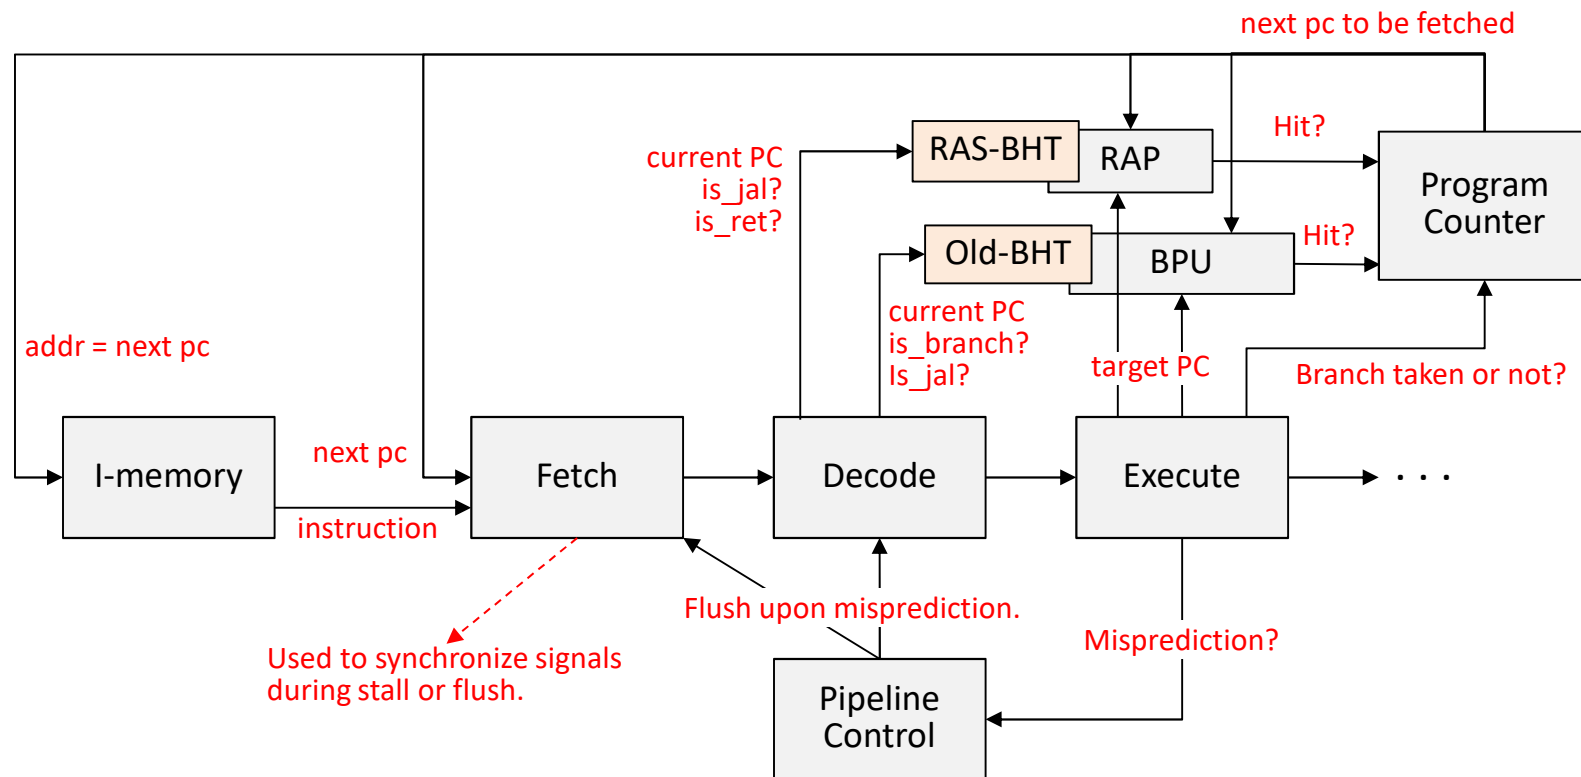 next pc to be fetched
RAS-BHT
RAP
Hit?
current PC
is_jal?
is_ret?
Program
Counter
Old-BHT
BPU
Hit?
current PC
is_branch?
Is_jal?
addr = next pc
target PC
Branch taken or not?
I-memory
next pc
instruction
Fetch
Decode
Execute
. . .
Flush upon misprediction.
Misprediction?
Used to synchronize signals
during stall or flush.
Pipeline
Control